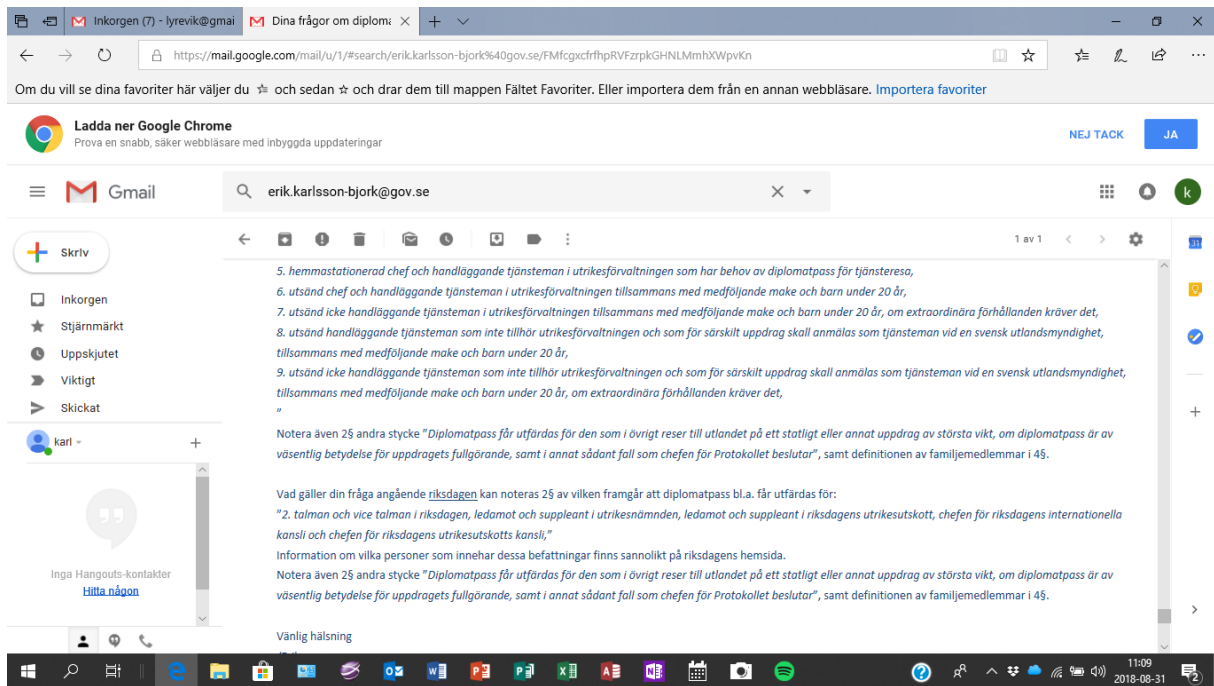 Inkorgen (7) - lyrevik@gmai
Dina frågor om diploma
https://mail.google.com/mail/u/1/#search/erik.karlsson-bjork%40gov.se/FMfcgxcfrfhpRVFzrpkGHNLMmhXWpvKn
Om du vill se dina favoriter här väljer du och sedan och drar dem till mappen Fältet Favoriter. Eller importera dem från en annan webbläsare. Importera favoriter
Ladda ner Google Chrome
Prova en snabb, säker webbläsare med inbyggda uppdateringar
NEJ TACK
JA
Gmail
erik.karlsson-bjork@gov.se
k
Skriv
1 av 1
31
Inkorgen
Stjärnmärkt
Uppskjutet
Viktigt
Skickat
karl
Inga Hangouts-kontakter
Hitta någon
5. hemmastationerad chef och handläggande tjänsteman i utrikesförvaltningen som har behov av diplomatpass för tjänsteresa,
6. utsänd chef och handläggande tjänsteman i utrikesförvaltningen tillsammans med medföljande make och barn under 20 år,
7. utsänd icke handläggande tjänsteman i utrikesförvaltningen tillsammans med medföljande make och barn under 20 år, om extraordinära förhållanden kräver det,
8. utsänd handläggande tjänsteman som inte tillhör utrikesförvaltningen och som för särskilt uppdrag skall anmälas som tjänsteman vid en svensk utlandsmyndighet,
tillsammans med medföljande make och barn under 20 år,
9. utsänd icke handläggande tjänsteman som inte tillhör utrikesförvaltningen och som för särskilt uppdrag skall anmälas som tjänsteman vid en svensk utlandsmyndighet,
tillsammans med medföljande make och barn under 20 år, om extraordinära förhållanden kräver det,
"
Notera även 2§ andra stycke "Diplomatpass får utfärdas för den som i övrigt reser till utlandet på ett statligt eller annat uppdrag av största vikt, om diplomatpass är av
väsentlig betydelse för uppdragets fullgörande, samt i annat sådant fall som chefen för Protokollet beslutar", samt definitionen av familjemedlemmar i 4§.
Vad gäller din fråga angående riksdagen kan noteras 2§ av vilken framgår att diplomatpass bl.a. får utfärdas för:
"2. talman och vice talman i riksdagen, ledamot och suppleant i utrikesnämnden, ledamot och suppleant i riksdagens utrikesutskott, chefen för riksdagens internationella
kansli och chefen för riksdagens utrikesutskotts kansli,"
Information om vilka personer som innehar dessa befattningar finns sannolikt på riksdagens hemsida.
Notera även 2§ andra stycke "Diplomatpass får utfärdas för den som i övrigt reser till utlandet på ett statligt eller annat uppdrag av största vikt, om diplomatpass är av
väsentlig betydelse för uppdragets fullgörande, samt i annat sådant fall som chefen för Protokollet beslutar", samt definitionen av familjemedlemmar i 4§.
Vänlig hälsning
11:09
2018-08-31